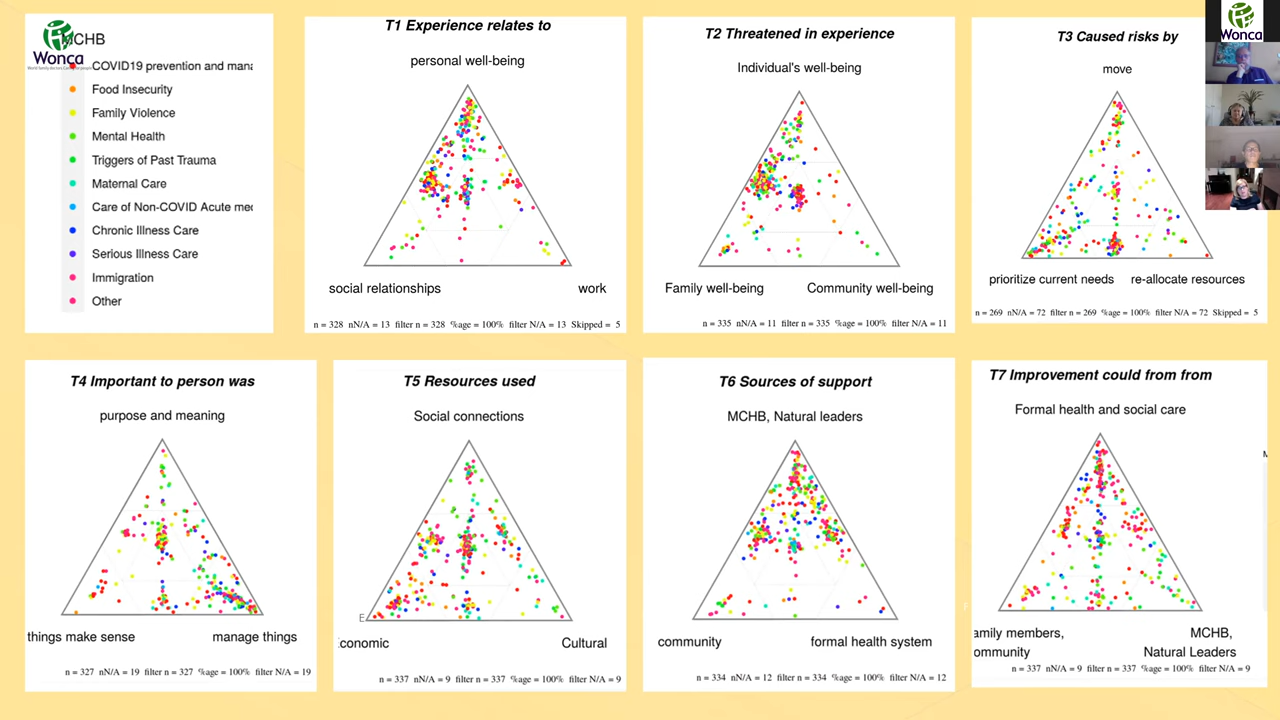 MCHB
Wonca
World family doctors. Caring for people.
COVID19 prevention and mana
Food Insecurity
Family Violence
Mental Health
Triggers of Past Trauma
Maternal Care
Care of Non-COVID Acute med
Chronic Illness Care
Serious Illness Care
Immigration
Other
T1 Experience relates to
personal well-being
social relationships
work
n = 328 nN/A = 13 filter n = 328 %age = 100% filter N/A = 13 Skipped = 5
T2 Threatened in experience
Individual's well-being
Family well-being
Community well-being
n = 335 nN/A = 11 filter n = 335 %age = 100% filter N/A = 11
T3 Caused risks by
move
prioritize current needs
re-allocate resources
n = 269 nN/A = 72 filter n = 269 %age = 100% filter N/A = 72 Skipped = 5
Wonca
T4 Important to person was
purpose and meaning
things make sense
manage things
n = 327 nN/A = 19 filter n = 327 %age = 100% filter N/A = 19
T5 Resources used
Social connections
E
conomic
Cultural
n = 337 nN/A = 9 filter n = 337 %age = 100% filter N/A = 9
T6 Sources of support
MCHB, Natural leaders
community
formal health system
n = 334 nN/A = 12 filter n = 334 %age = 100% filter N/A = 12
T7 Improvement could from from
Formal health and social care
M
F
amily members,
ommunity
MCHB,
Natural Leaders
n = 337 nN/A = 9 filter n = 337 %age = 100% filter N/A = 9